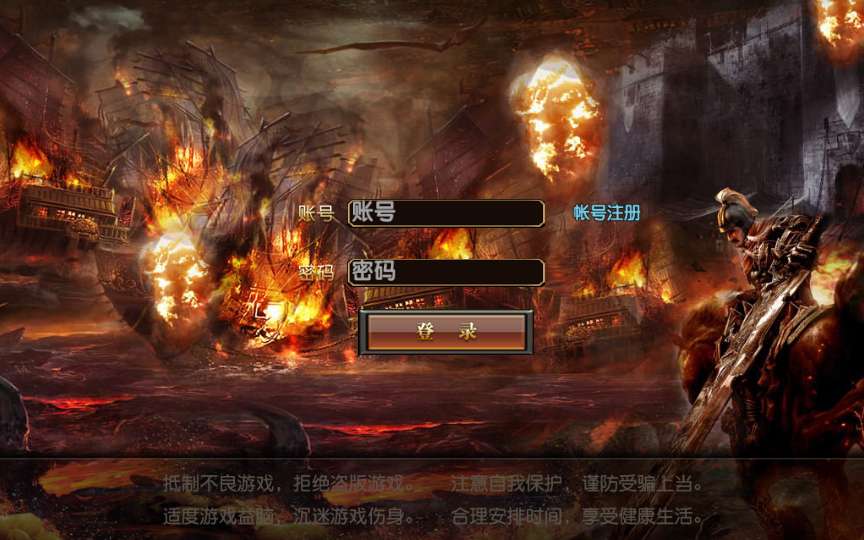 账号 账号 帐号注册
密码 密码
登 录
抵制不良游戏，拒绝盗版游戏。 注意自我保护，谨防受骗上当。
适度游戏益脑，沉迷游戏伤身。 合理安排时间，享受健康生活。